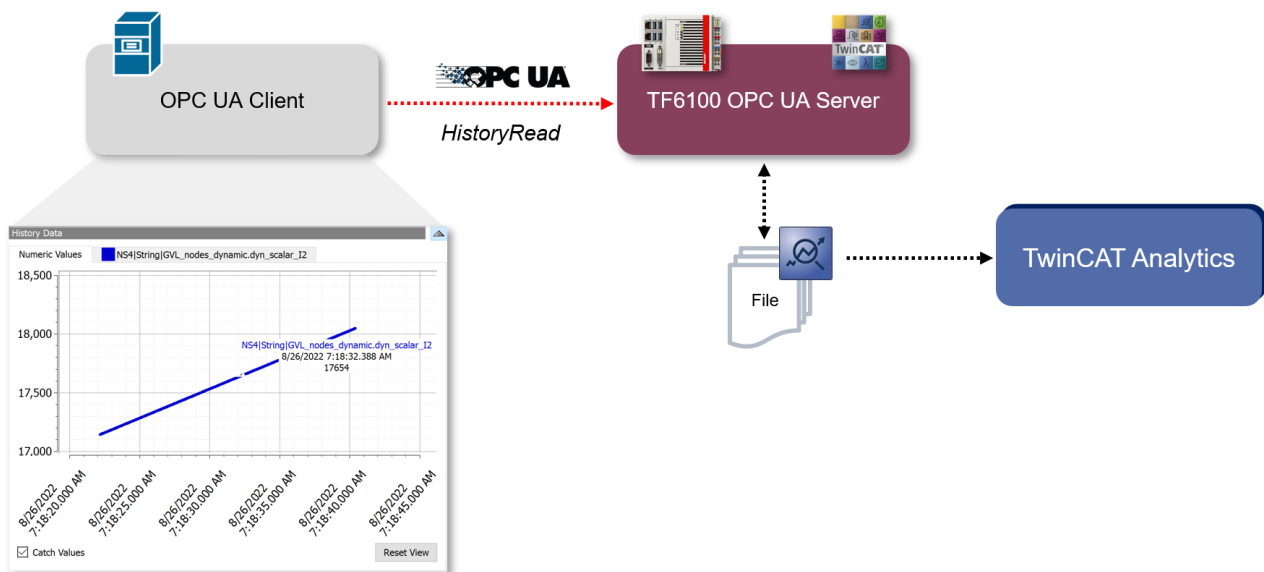 OPC UA Client
OPC UA
HistoryRead
TwinCAT
TF6100 OPC UA Server
File
TwinCAT Analytics
History Data
Numeric Values
NS4|String|GVL_nodes_dynamic.dyn_scalar_I2
18,500
18,000
17,500
17,000
NS4|String|GVL_nodes_dynamic.dyn_scalar_I2
8/26/2022 7:18:32.388 AM
17654
8/26/2022
7:18:20.000 AM
8/26/2022
7:18:25.000 AM
8/26/2022
7:18:30.000 AM
8/26/2022
7:18:35.000 AM
8/26/2022
7:18:40.000 AM
8/26/2022
7:18:45.000 AM
Catch Values
Reset View